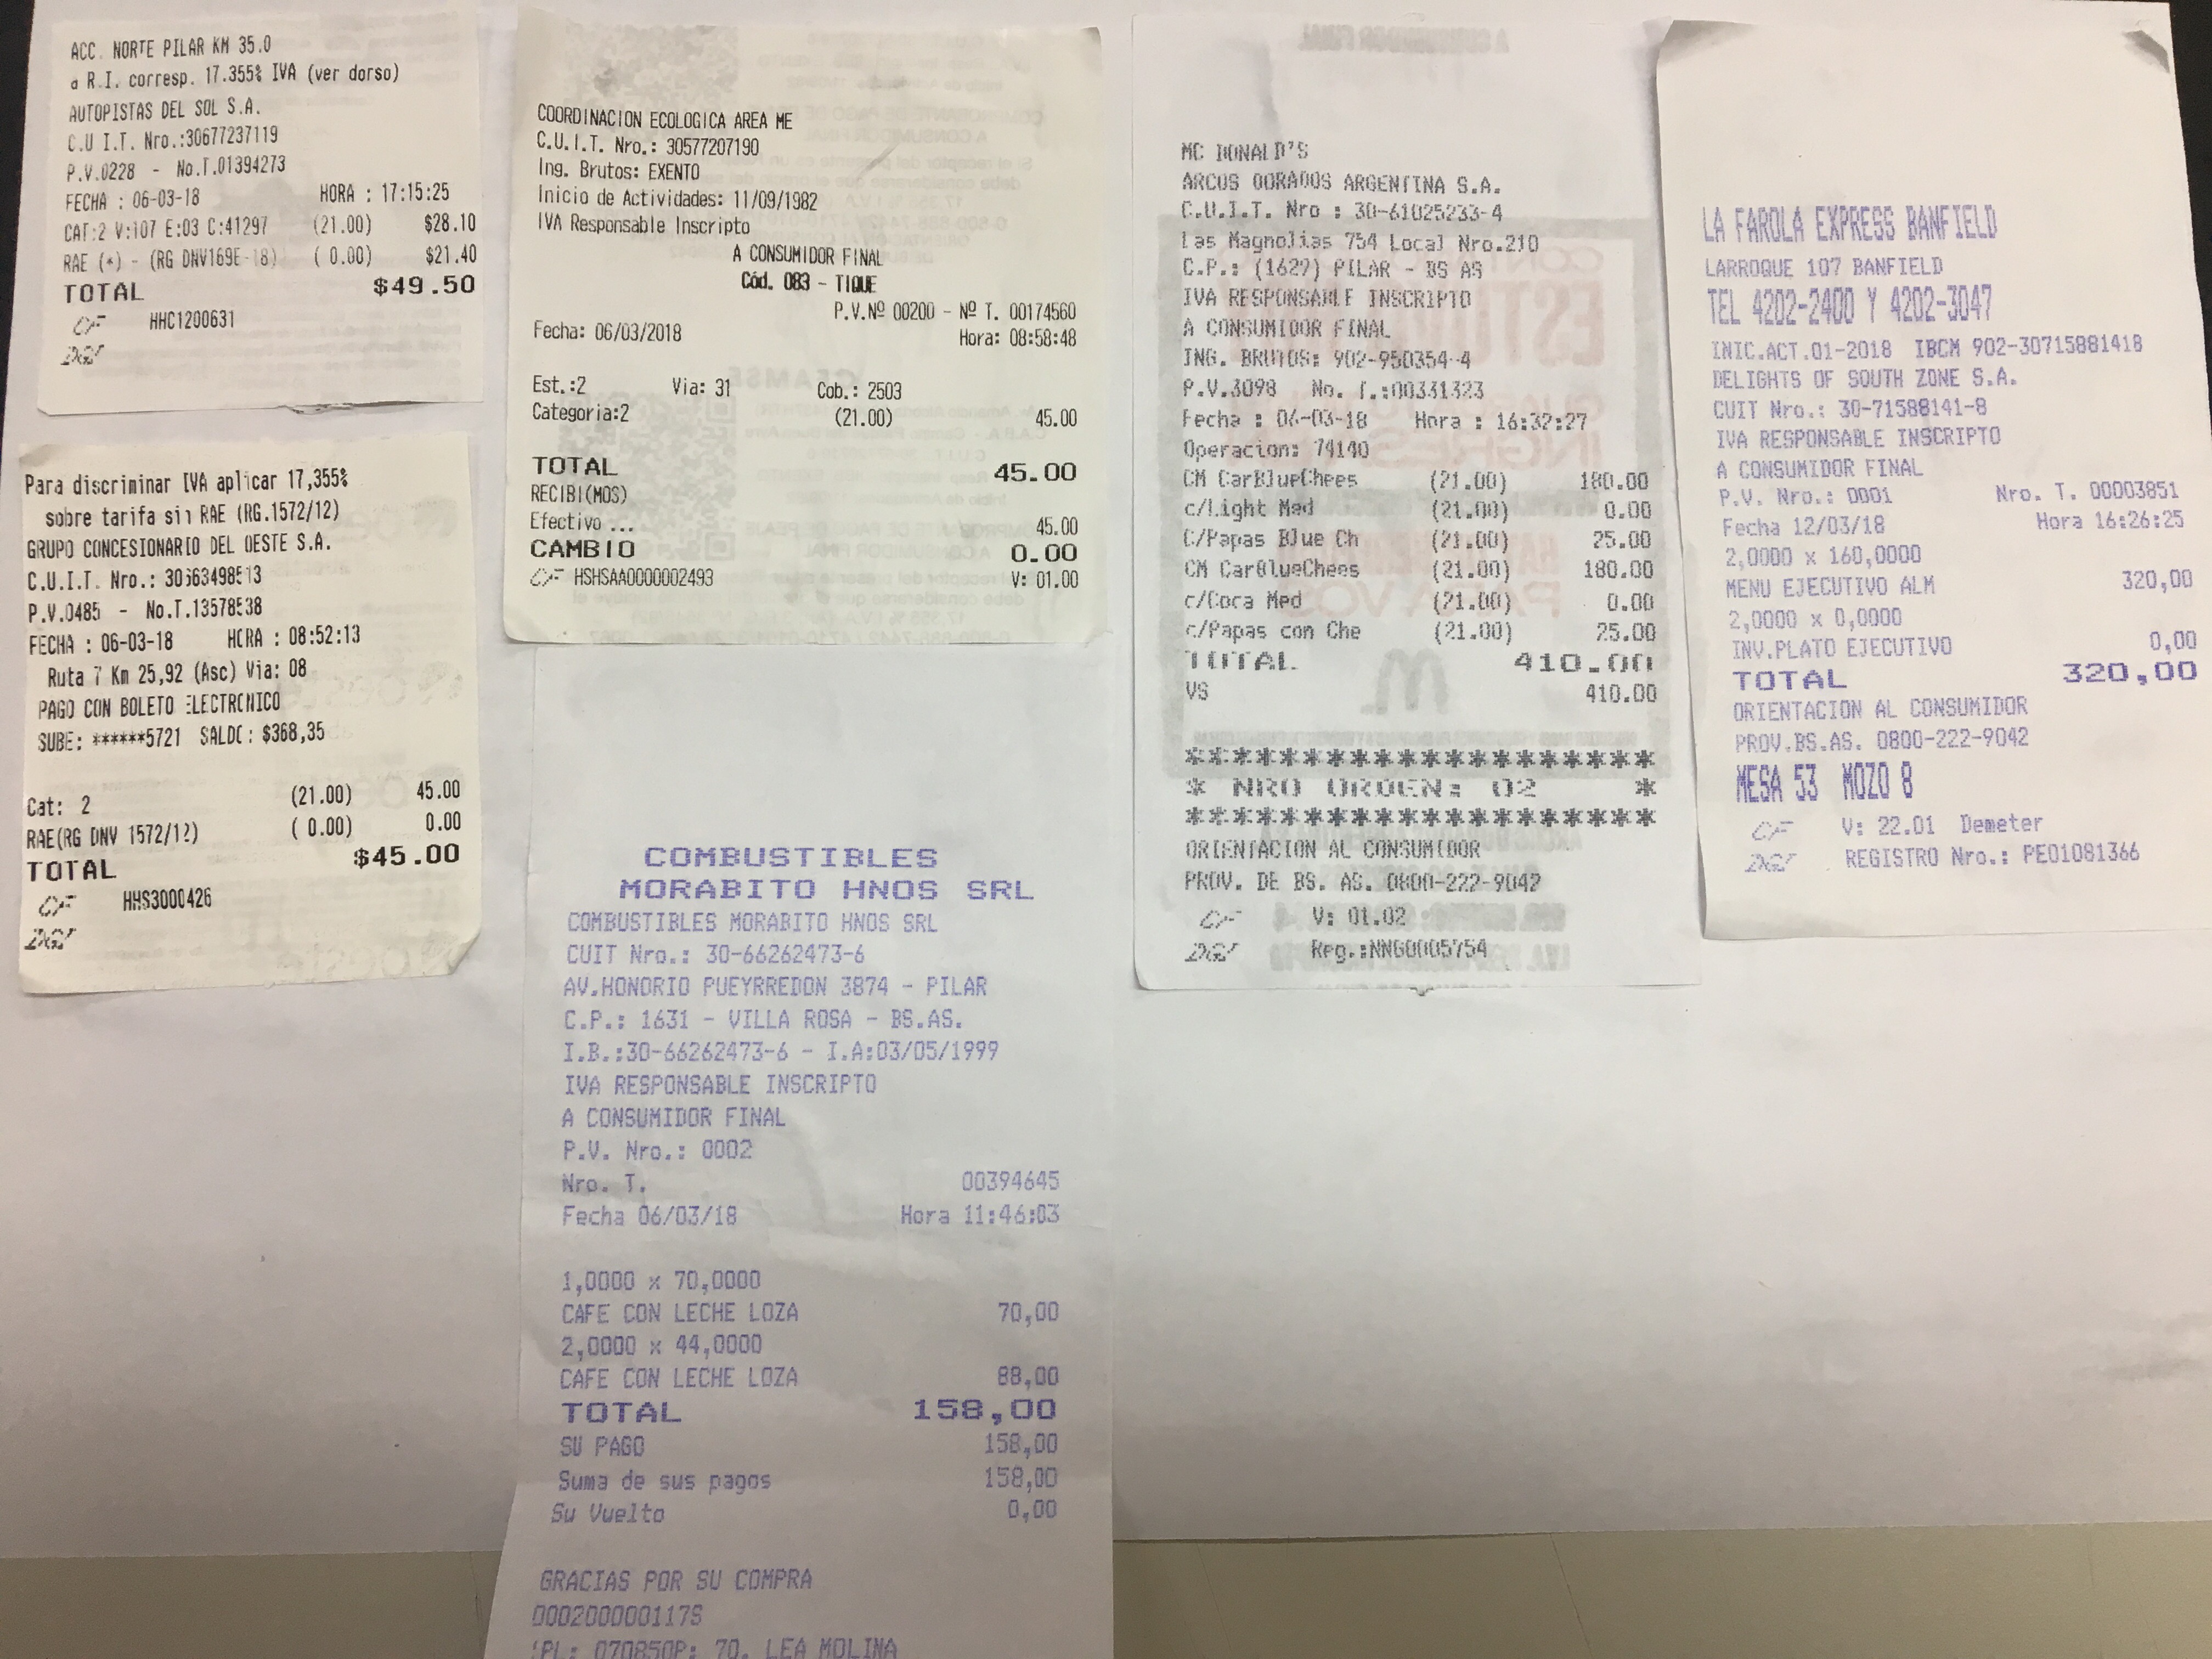 ACC. NORTE PILAR KM 35.0
a R.I. corresp. 17.355% IVA (ver dorso)
AUTOPISTAS DEL SOL S.A.
C.U.I.T. Nro.:30677237119
P.V.0228 - No.T.01394273
FECHA : 06-03-18 HORA : 17:15:25
CAT:2 V:107 E:03 C:41297 (21.00) $28.10
RAE (*) - (RG DNV169E-18) ( 0.00) $21.40
TOTAL $49.50
CF HHC1200631
DGI
Para discriminar IVA aplicar 17,355%
sobre tarifa sin RAE (RG.1572/12)
GRUPO CONCESIONARIO DEL OESTE S.A.
C.U.I.T. Nro.:
P.V.0485 -
FECHA : 06-03-18 HORA : 08:52:13
Ruta 7 Km 25,92 (Asc) Via: 08
PAGO CON BOLETO ELECTRONICO
SUBE: ******5721 SALDO: $368,35
Cat: 2 (21.00) 45.00
RAE(RG DNV 1572/12) ( 0.00) 0.00
TOTAL $45.00
CF HHS3000426
DGI
COORDINACION ECOLOGICA AREA ME
C.U.I.T. Nro.: 30577207190
Ing. Brutos: EXENTO
Inicio de Actividades: 11/09/1982
IVA Responsable Inscripto
A CONSUMIDOR FINAL
Cód. 083 - TIQUE
P.V.Nº 00200 - Nº T. 00174560
Fecha: 06/03/2018 Hora: 08:58:48
Est.:2 Via: 31 Cob.: 2503
Categoria:2 (21.00) 45.00
TOTAL 45.00
RECIBI(MOS)
Efectivo ... 45.00
CAMBIO 0.00
CF HSHSAA0000002493 V: 01.00
COMBUSTIBLES
MORABITO HNOS SRL
COMBUSTIBLES MORABITO HNOS SRL
CUIT Nro.: 30-66262473-6
AV.HONORIO PUEYRREDON 3874 - PILAR
C.P.: 1631 - VILLA ROSA - BS.AS.
I.B.:30-66262473-6 - I.A:03/05/1999
IVA RESPONSABLE INSCRIPTO
A CONSUMIDOR FINAL
P.V. Nro.: 0002
Nro. T. 00394645
Fecha 06/03/18 Hora 11:46:03
1,0000 x 70,0000
CAFE CON LECHE LOZA 70,00
2,0000 x 44,0000
CAFE CON LECHE LOZA 88,00
TOTAL 158,00
SU PAGO 158,00
Suma de sus pagos 158,00
Su Vuelto 0,00
GRACIAS POR SU COMPRA
0002000001178
LEA MOLINA
MC DONALD'S
ARCOS DORADOS ARGENTINA S.A.
C.U.I.T. Nro : 30-61025233-4
Las Magnolias 754 Local Nro.210
C.P.: (1629) PILAR - BS AS
IVA RESPONSABLE INSCRIPTO
A CONSUMIDOR FINAL
ING. BRUTOS: 902-950354-4
P.V.3098 No. T.:00331323
Fecha : 06-03-18 Hora : 16:32:27
Operacion: 74140
CM CarBlueChees (21.00) 180.00
c/Light Med (21.00) 0.00
C/Papas Blue Ch (21.00) 25.00
CM CarBlueChees (21.00) 180.00
c/Coca Med (21.00) 0.00
c/Papas con Che (21.00) 25.00
TOTAL 410.00
VS 410.00
************************
* NRO ORDEN: 02 *
************************
ORIENTACION AL CONSUMIDOR
PROV. DE BS. AS. 0800-222-9042
CF V: 01.02
DGI Reg.:NNG0005754
LA FAROLA EXPRESS BANFIELD
LARROQUE 107 BANFIELD
TEL 4202-2400 Y 4202-3047
INIC.ACT.01-2018 IBCM 902-30715881418
DELIGHTS OF SOUTH ZONE S.A.
CUIT Nro.: 30-71588141-8
IVA RESPONSABLE INSCRIPTO
A CONSUMIDOR FINAL
P.V. Nro.: 0001 Nro. T. 00003851
Fecha 12/03/18 Hora 16:26:25
2,0000 x 160,0000
MENU EJECUTIVO ALM 320,00
2,0000 x 0,0000
INV.PLATO EJECUTIVO 0,00
TOTAL 320,00
ORIENTACION AL CONSUMIDOR
PROV.BS.AS. 0800-222-9042
MESA 53 MOZO 8
CF V: 22.01 Demeter
DGI REGISTRO Nro.: PEO1081366